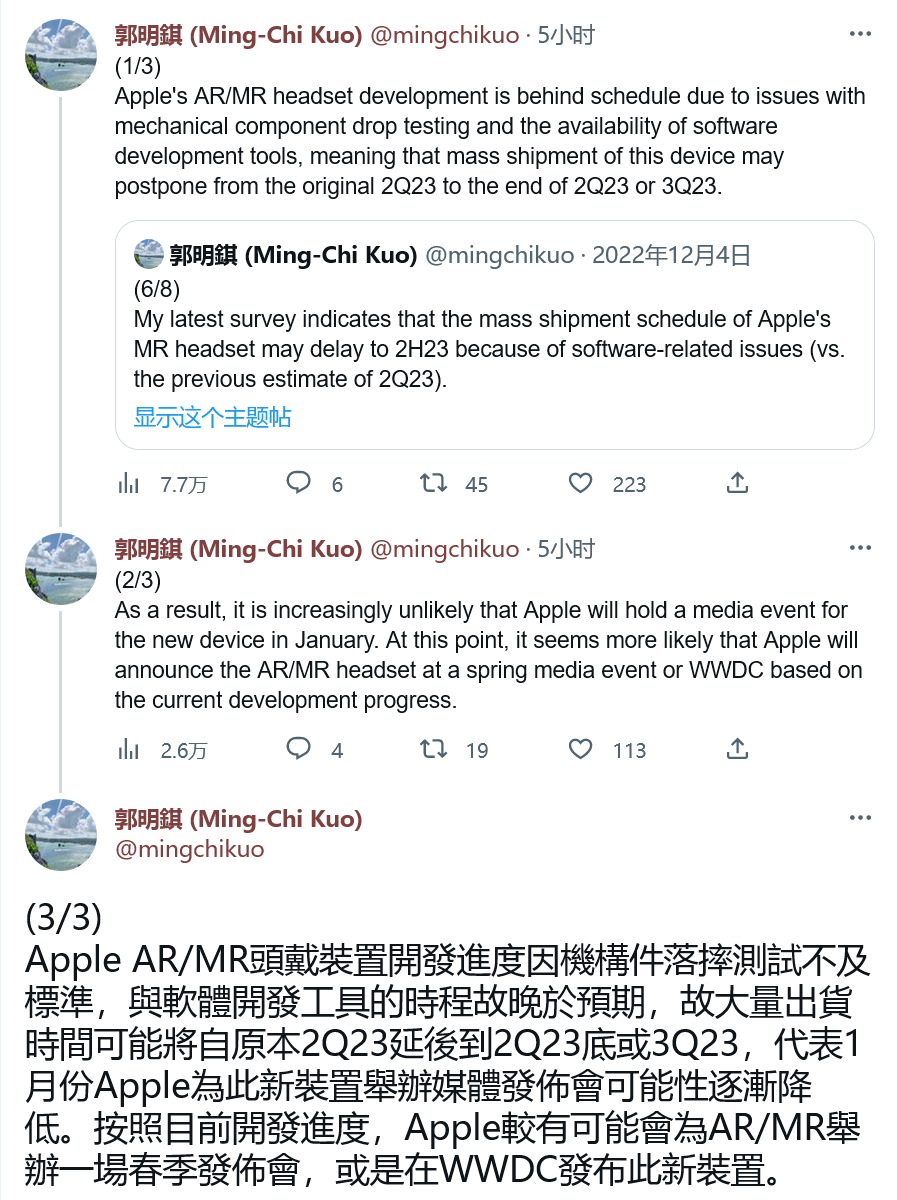 郭明錤 (Ming-Chi Kuo) @mingchikuo · 5小时
(1/3)
Apple's AR/MR headset development is behind schedule due to issues with
mechanical component drop testing and the availability of software
development tools, meaning that mass shipment of this device may
postpone from the original 2Q23 to the end of 2Q23 or 3Q23.
郭明錤 (Ming-Chi Kuo) @mingchikuo · 2022年12月4日
(6/8)
My latest survey indicates that the mass shipment schedule of Apple's
MR headset may delay to 2H23 because of software-related issues (vs.
the previous estimate of 2Q23).
显示这个主题帖
7.7万 6 45 223
郭明錤 (Ming-Chi Kuo) @mingchikuo · 5小时
(2/3)
As a result, it is increasingly unlikely that Apple will hold a media event for
the new device in January. At this point, it seems more likely that Apple will
announce the AR/MR headset at a spring media event or WWDC based on
the current development progress.
2.6万 4 19 113
郭明錤 (Ming-Chi Kuo)
@mingchikuo
(3/3)
Apple AR/MR頭戴裝置開發進度因機構件落摔測試不及
標準，與軟體開發工具的時程故晚於預期，故大量出貨
時間可能將自原本2Q23延後到2Q23底或3Q23，代表1
月份Apple為此新裝置舉辦媒體發佈會可能性逐漸降
低。按照目前開發進度，Apple較有可能會為AR/MR舉
辦一場春季發佈會，或是在WWDC發布此新裝置。